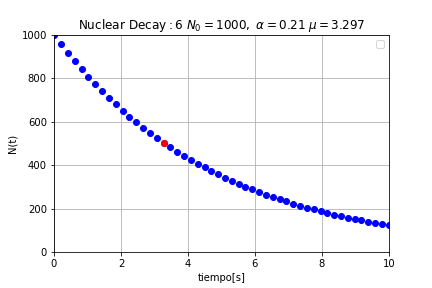 Nuclear Decay : 6 N₀ = 1000, α = 0.21 μ = 3.297
1000
800
600
400
200
0
N(t)
0 2 4 6 8 10
tiempo[s]